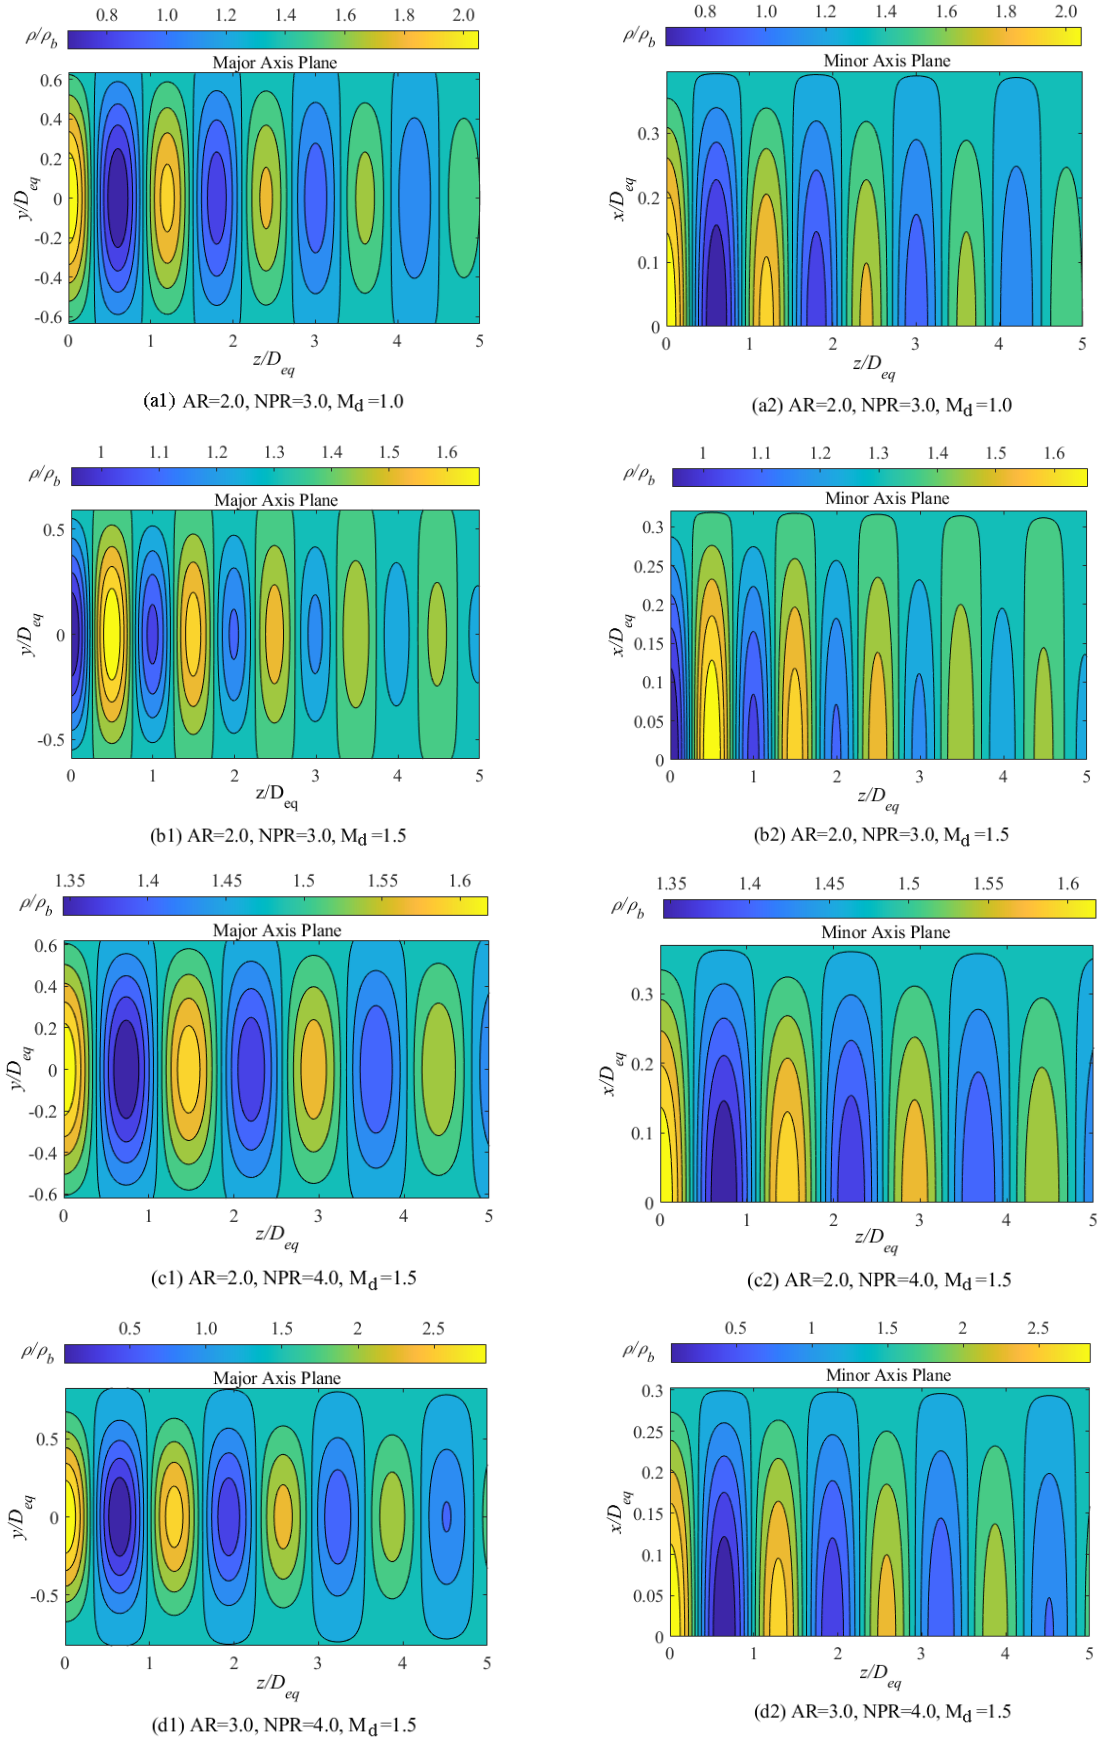 0.8 1.0 1.2 1.4 1.6 1.8 2.0
ρ/ρb
Major Axis Plane
0.6
0.4
0.2
0
-0.2
-0.4
-0.6
y/Deq
0 1 2 3 4 5
z/Deq
(a1) AR=2.0, NPR=3.0, Md=1.0
0.8 1.0 1.2 1.4 1.6 1.8 2.0
ρ/ρb
Minor Axis Plane
0.3
0.2
0.1
0
x/Deq
0 1 2 3 4 5
z/Deq
(a2) AR=2.0, NPR=3.0, Md=1.0
1 1.1 1.2 1.3 1.4 1.5 1.6
ρ/ρb
Major Axis Plane
0.5
0
-0.5
y/Deq
0 1 2 3 4 5
z/Deq
(b1) AR=2.0, NPR=3.0, Md=1.5
1 1.1 1.2 1.3 1.4 1.5 1.6
ρ/ρb
Minor Axis Plane
0.3
0.25
0.2
0.15
0.1
0.05
0
x/Deq
0 1 2 3 4 5
z/Deq
(b2) AR=2.0, NPR=3.0, Md=1.5
1.35 1.4 1.45 1.5 1.55 1.6
ρ/ρb
Major Axis Plane
0.6
0.4
0.2
0
-0.2
-0.4
-0.6
y/Deq
0 1 2 3 4 5
z/Deq
(c1) AR=2.0, NPR=4.0, Md=1.5
1.35 1.4 1.45 1.5 1.55 1.6
ρ/ρb
Minor Axis Plane
0.3
0.2
0.1
0
x/Deq
0 1 2 3 4 5
z/Deq
(c2) AR=2.0, NPR=4.0, Md=1.5
0.5 1.0 1.5 2 2.5
ρ/ρb
Major Axis Plane
0.5
0
-0.5
y/Deq
0 1 2 3 4 5
z/Deq
(d1) AR=3.0, NPR=4.0, Md=1.5
0.5 1 1.5 2 2.5
ρ/ρb
Minor Axis Plane
0.3
0.25
0.2
0.15
0.1
0.05
0
x/Deq
0 1 2 3 4 5
z/Deq
(d2) AR=3.0, NPR=4.0, Md=1.5